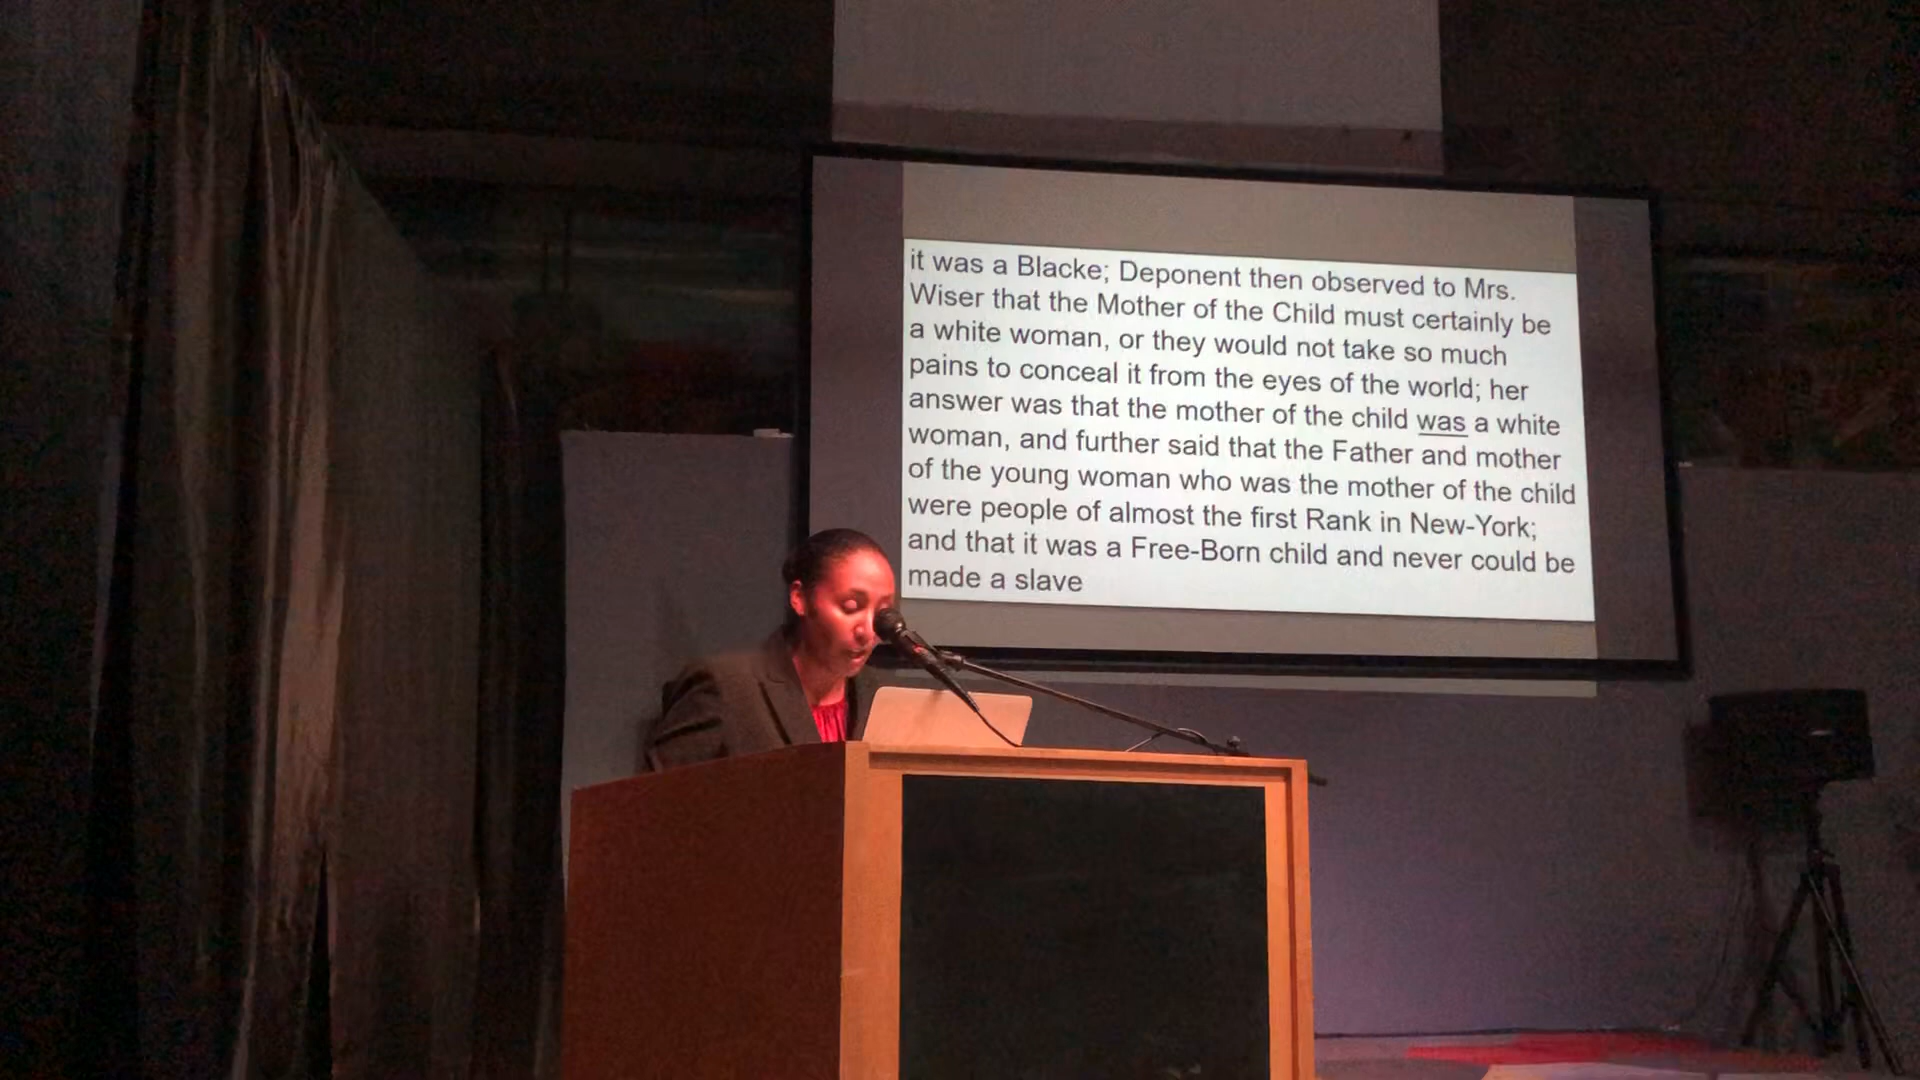 it was a Blacke; Deponent then observed to Mrs.
Wiser that the Mother of the Child must certainly be
a white woman, or they would not take so much
pains to conceal it from the eyes of the world; her
answer was that the mother of the child was a white
woman, and further said that the Father and mother
of the young woman who was the mother of the child
were people of almost the first Rank in New-York;
and that it was a Free-Born child and never could be
made a slave